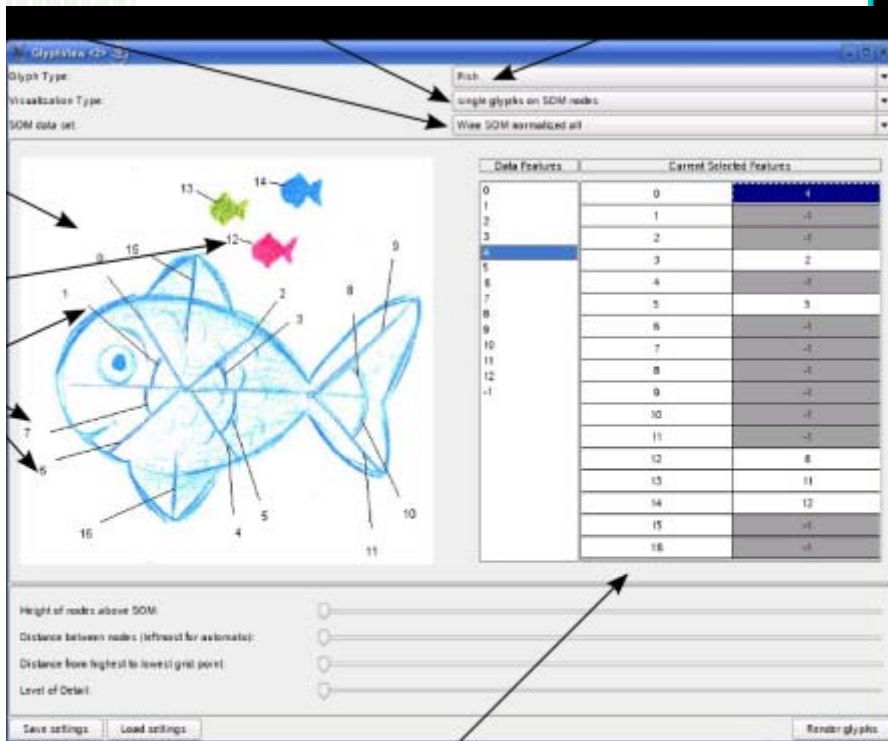 GlyphView <2>
Glyph Type: Fish
Visualization Type: single glyphs on SOM nodes
SOM data set: Wine SOM normalized all
Data Features Current Selected Features
0
1
2
3
4
5
6
7
8
9
10
11
12
-1
0 4
1 -1
2 -1
3 2
4 -1
5 3
6 -1
7 -1
8 -1
9 -1
10 -1
11 -1
12 6
13 11
14 12
15 -1
16 -1
13 14
12
0 15 9
1 2 8
3
7
6 5 10
16 4
11
Height of nodes above SOM:
Distance between nodes (leftmost for automatic):
Distance from highest to lowest grid point:
Level of Detail:
Save settings Load settings Render glyphs